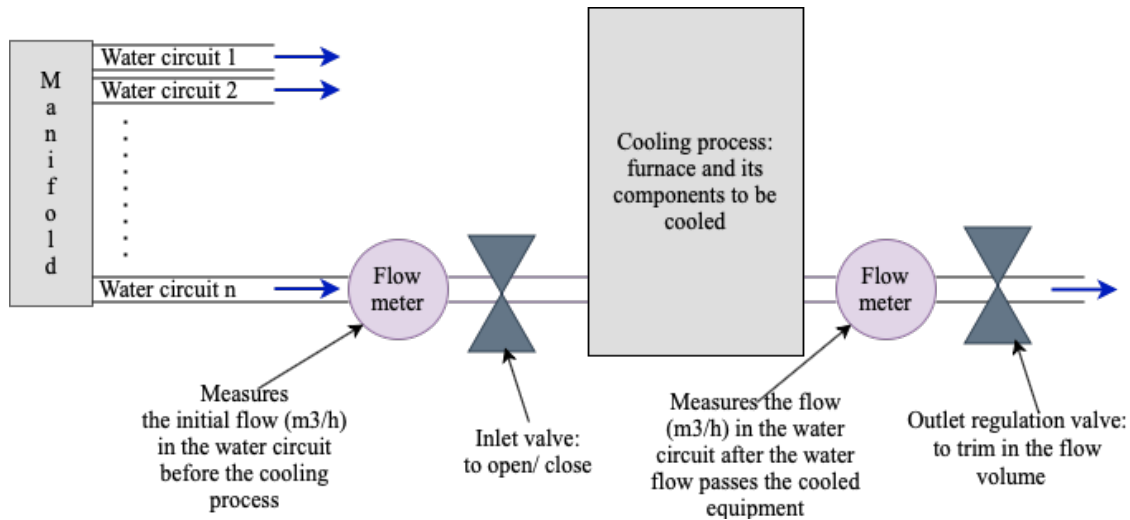 Manifold
Water circuit 1
Water circuit 2
Water circuit n
Flow
meter
Cooling process:
furnace and its
components to be
cooled
Flow
meter
Measures
the initial flow (m3/h)
in the water circuit
before the cooling
process
Inlet valve:
to open/ close
Measures the flow
(m3/h) in the water
circuit after the water
flow passes the cooled
equipment
Outlet regulation valve:
to trim in the flow
volume